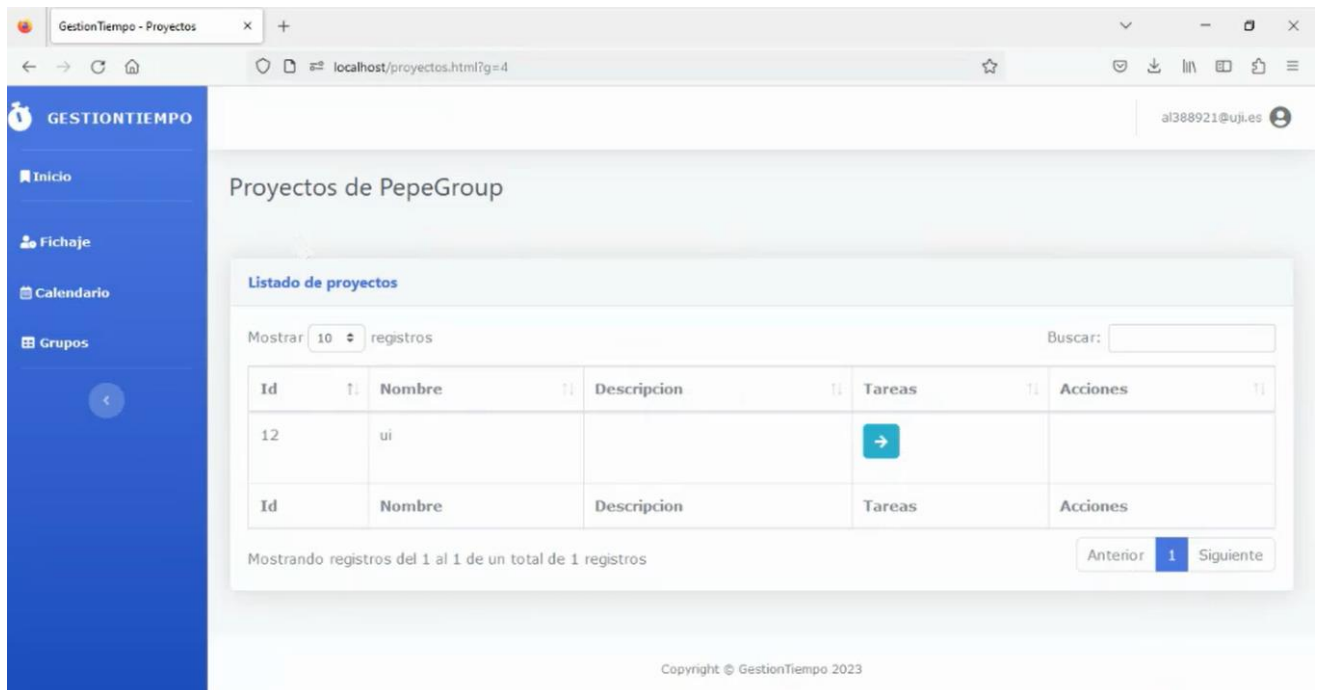 GestionTiempo - Proyectos
localhost/proyectos.html?g=4
GESTIONTIEMPO
al388921@uji.es
Inicio
Proyectos de PepeGroup
Fichaje
Listado de proyectos
Calendario
Mostrar 10 registros Buscar:
Grupos
Id Nombre Descripcion Tareas Acciones
12 ui
Id Nombre Descripcion Tareas Acciones
Mostrando registros del 1 al 1 de un total de 1 registros Anterior 1 Siguiente
Copyright © GestionTiempo 2023